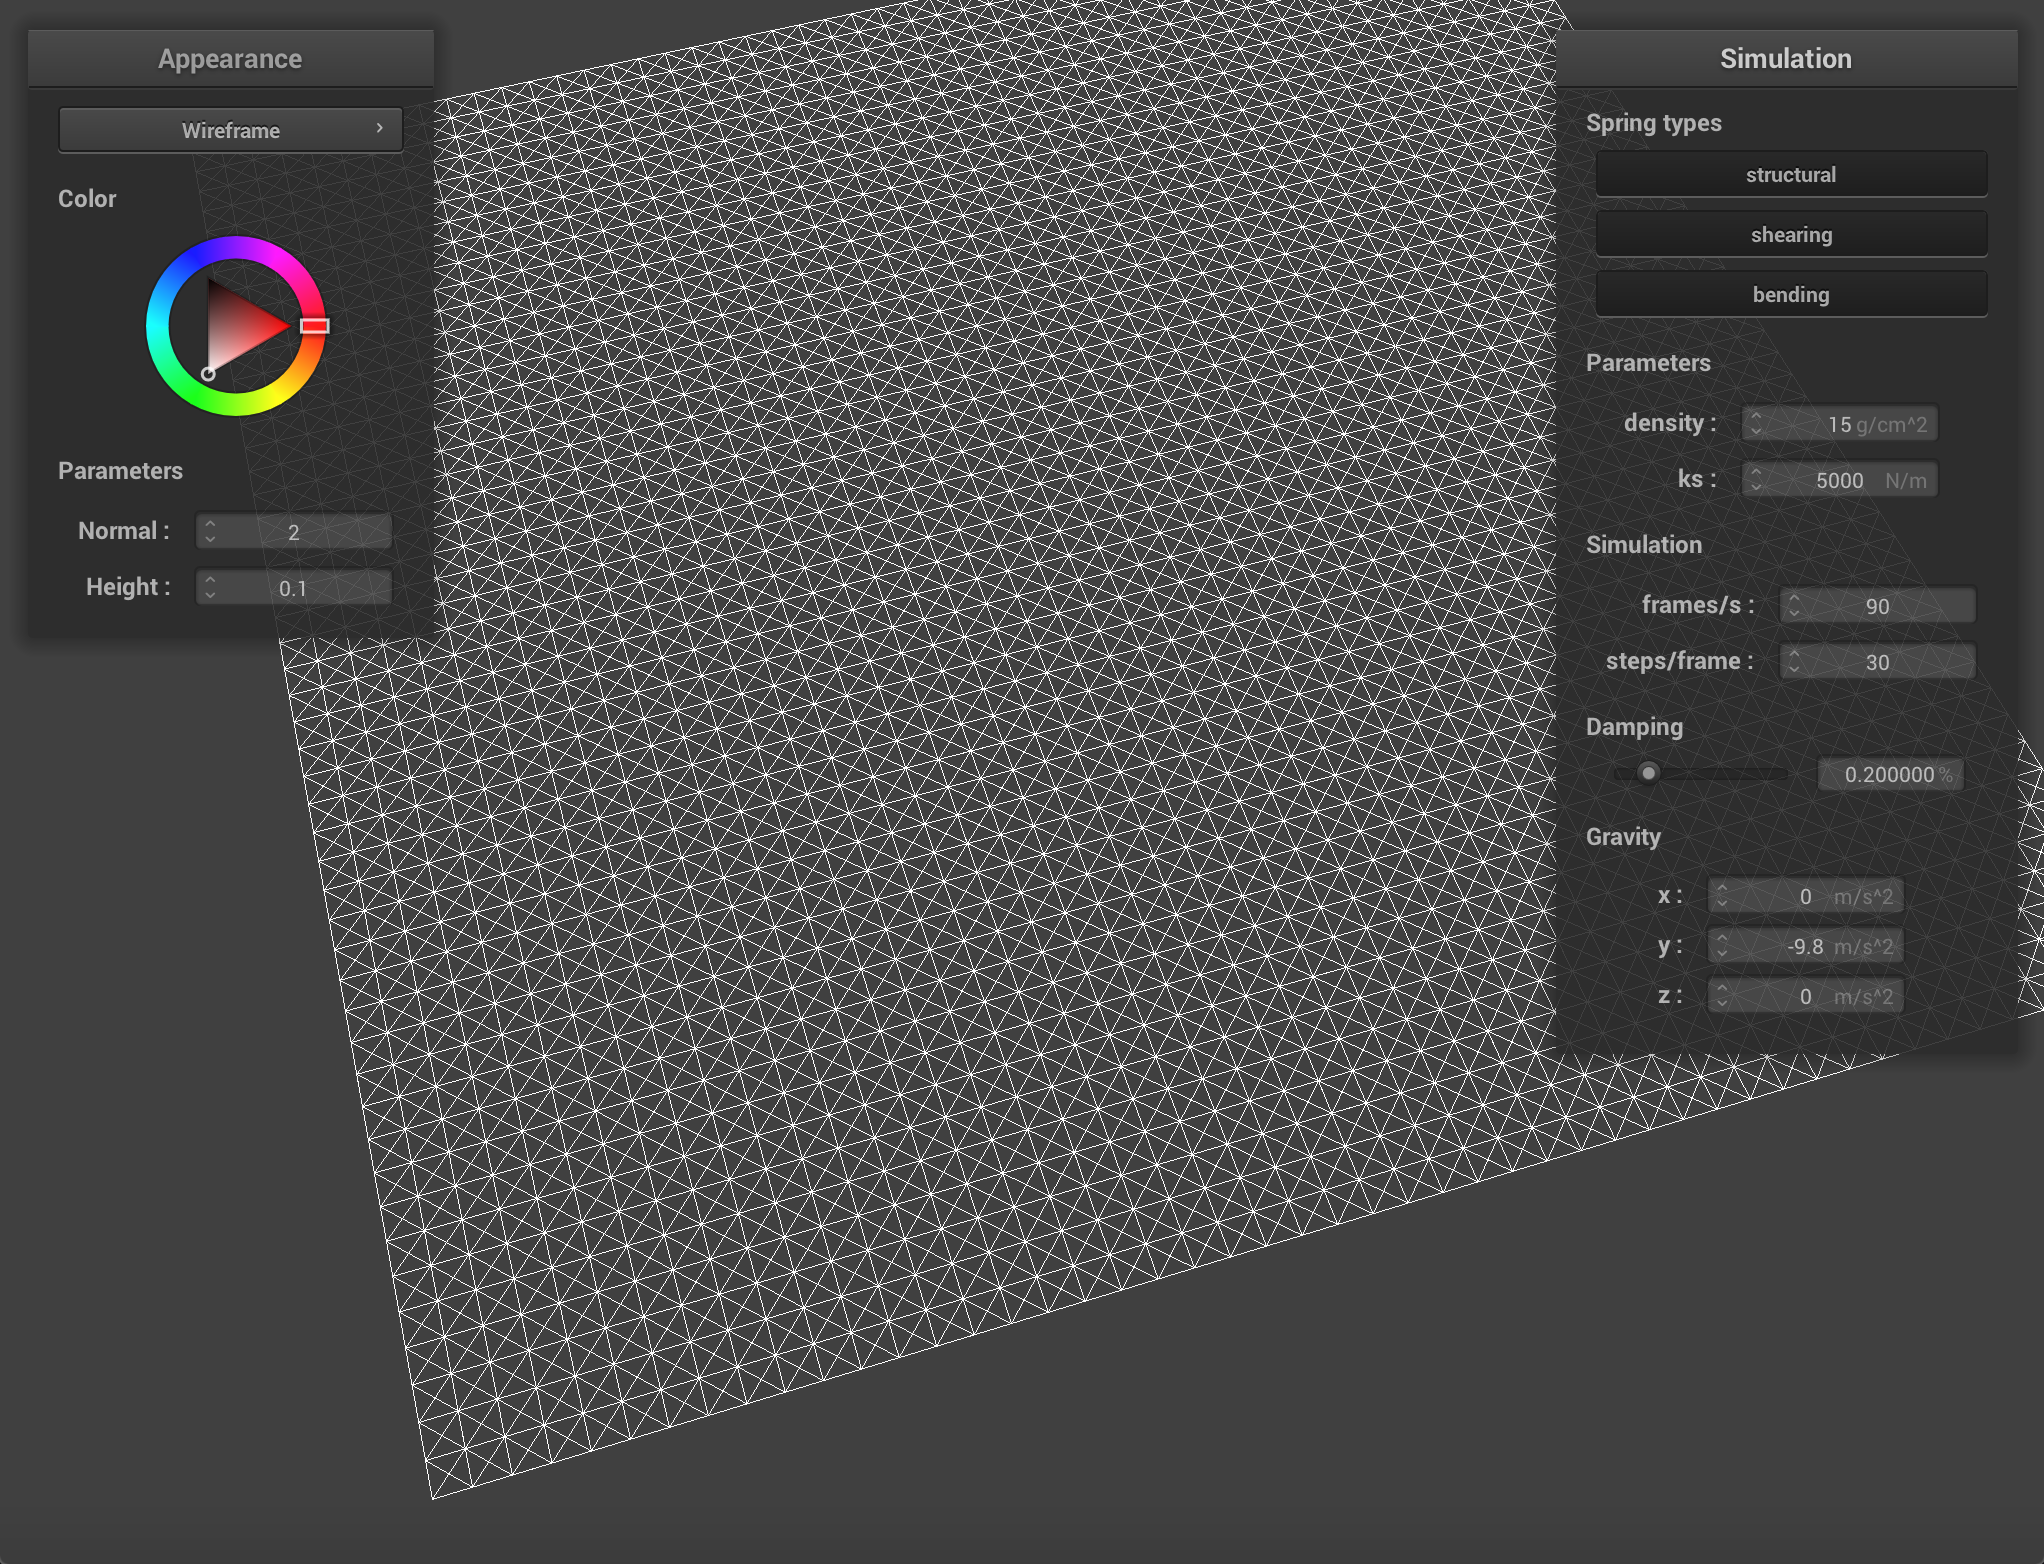 Appearance
Wireframe
Color
Parameters
Normal : 2
Height : 0.1
Simulation
Spring types
structural
shearing
bending
Parameters
density : 15 g/cm^2
ks : 5000 N/m
Simulation
frames/s : 90
steps/frame : 30
Damping
0.200000 %
Gravity
x : 0 m/s^2
y : -9.8 m/s^2
z : 0 m/s^2